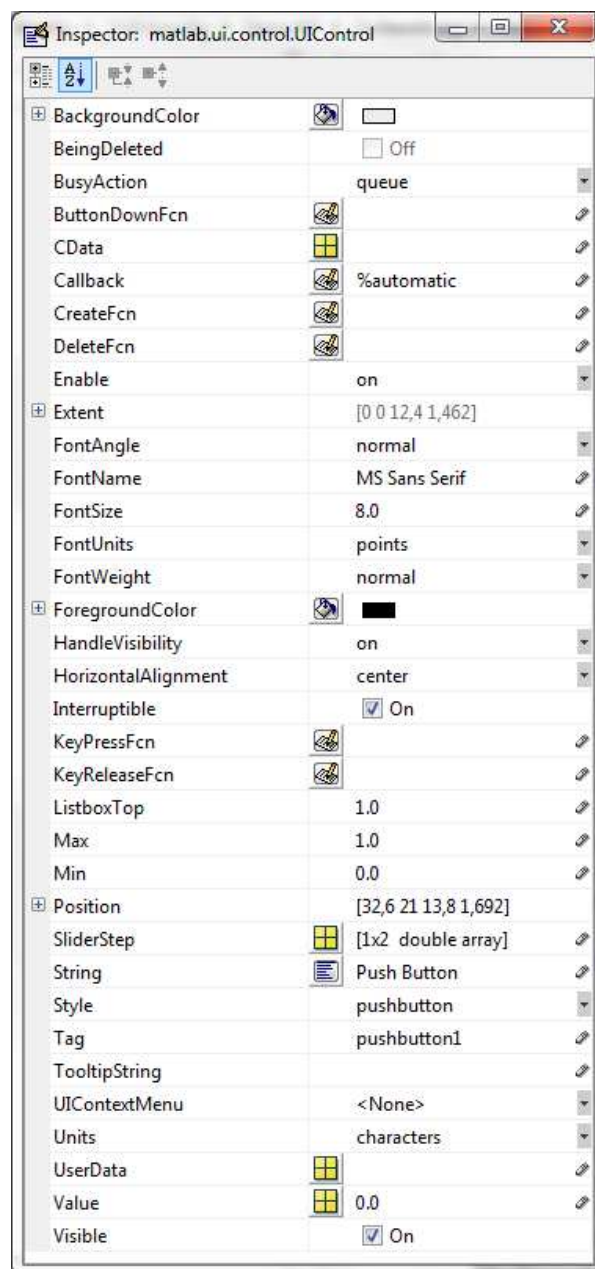 Inspector: matlab.ui.control.UIControl
BackgroundColor
BeingDeleted Off
BusyAction queue
ButtonDownFcn
CData
Callback %automatic
CreateFcn
DeleteFcn
Enable on
Extent [0 0 12,4 1,462]
FontAngle normal
FontName MS Sans Serif
FontSize 8.0
FontUnits points
FontWeight normal
ForegroundColor
HandleVisibility on
HorizontalAlignment center
Interruptible On
KeyPressFcn
KeyReleaseFcn
ListboxTop 1.0
Max 1.0
Min 0.0
Position [32,6 21 13,8 1,692]
SliderStep [1x2 double array]
String Push Button
Style pushbutton
Tag pushbutton1
TooltipString
UIContextMenu <None>
Units characters
UserData
Value 0.0
Visible On